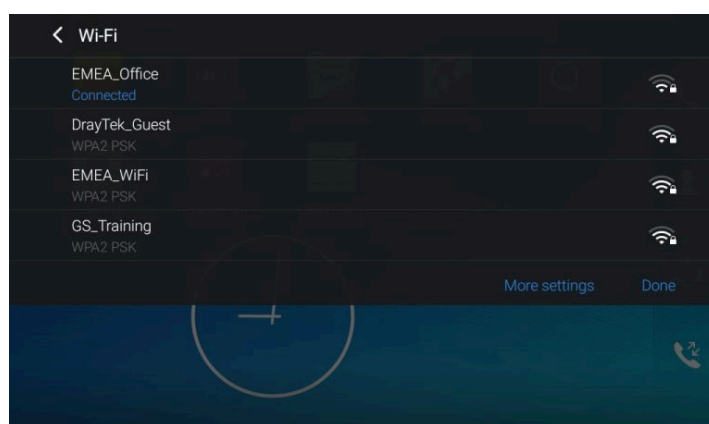 Wi-Fi
EMEA_Office
Connected
DrayTek_Guest
WPA2 PSK
EMEA_WiFi
WPA2 PSK
GS_Training
WPA2 PSK
More settings
Done